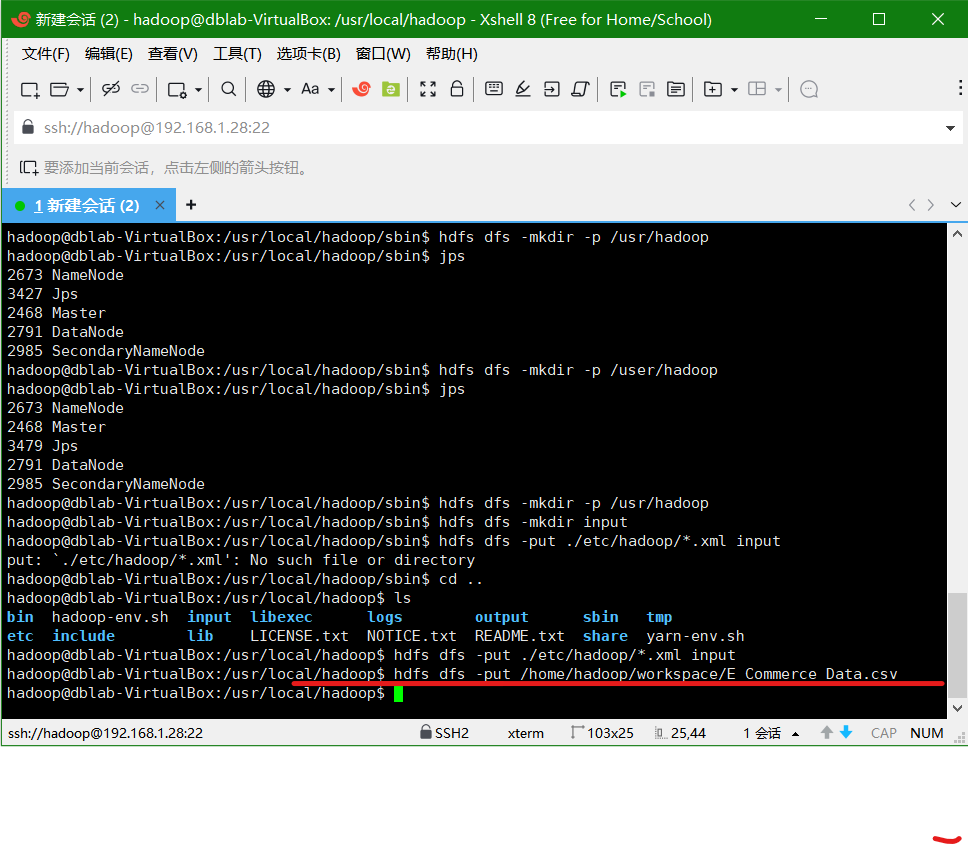 新建会话 (2) - hadoop@dblab-VirtualBox: /usr/local/hadoop - Xshell 8 (Free for Home/School)
文件(F) 编辑(E) 查看(V) 工具(T) 选项卡(B) 窗口(W) 帮助(H)
Aa
ssh://hadoop@192.168.1.28:22
要添加当前会话，点击左侧的箭头按钮。
1 新建会话 (2) × +
hadoop@dblab-VirtualBox:/usr/local/hadoop/sbin$ hdfs dfs -mkdir -p /usr/hadoop
hadoop@dblab-VirtualBox:/usr/local/hadoop/sbin$ jps
2673 NameNode
3427 Jps
2468 Master
2791 DataNode
2985 SecondaryNameNode
hadoop@dblab-VirtualBox:/usr/local/hadoop/sbin$ hdfs dfs -mkdir -p /user/hadoop
hadoop@dblab-VirtualBox:/usr/local/hadoop/sbin$ jps
2673 NameNode
2468 Master
3479 Jps
2791 DataNode
2985 SecondaryNameNode
hadoop@dblab-VirtualBox:/usr/local/hadoop/sbin$ hdfs dfs -mkdir -p /usr/hadoop
hadoop@dblab-VirtualBox:/usr/local/hadoop/sbin$ hdfs dfs -mkdir input
hadoop@dblab-VirtualBox:/usr/local/hadoop/sbin$ hdfs dfs -put ./etc/hadoop/*.xml input
put: `./etc/hadoop/*.xml': No such file or directory
hadoop@dblab-VirtualBox:/usr/local/hadoop/sbin$ cd ..
hadoop@dblab-VirtualBox:/usr/local/hadoop$ ls
bin hadoop-env.sh input libexec logs output sbin tmp
etc include lib LICENSE.txt NOTICE.txt README.txt share yarn-env.sh
hadoop@dblab-VirtualBox:/usr/local/hadoop$ hdfs dfs -put ./etc/hadoop/*.xml input
hadoop@dblab-VirtualBox:/usr/local/hadoop$ hdfs dfs -put /home/hadoop/workspace/E_Commerce_Data.csv
hadoop@dblab-VirtualBox:/usr/local/hadoop$
ssh://hadoop@192.168.1.28:22 SSH2 xterm 103x25 25,44 1 会话 CAP NUM